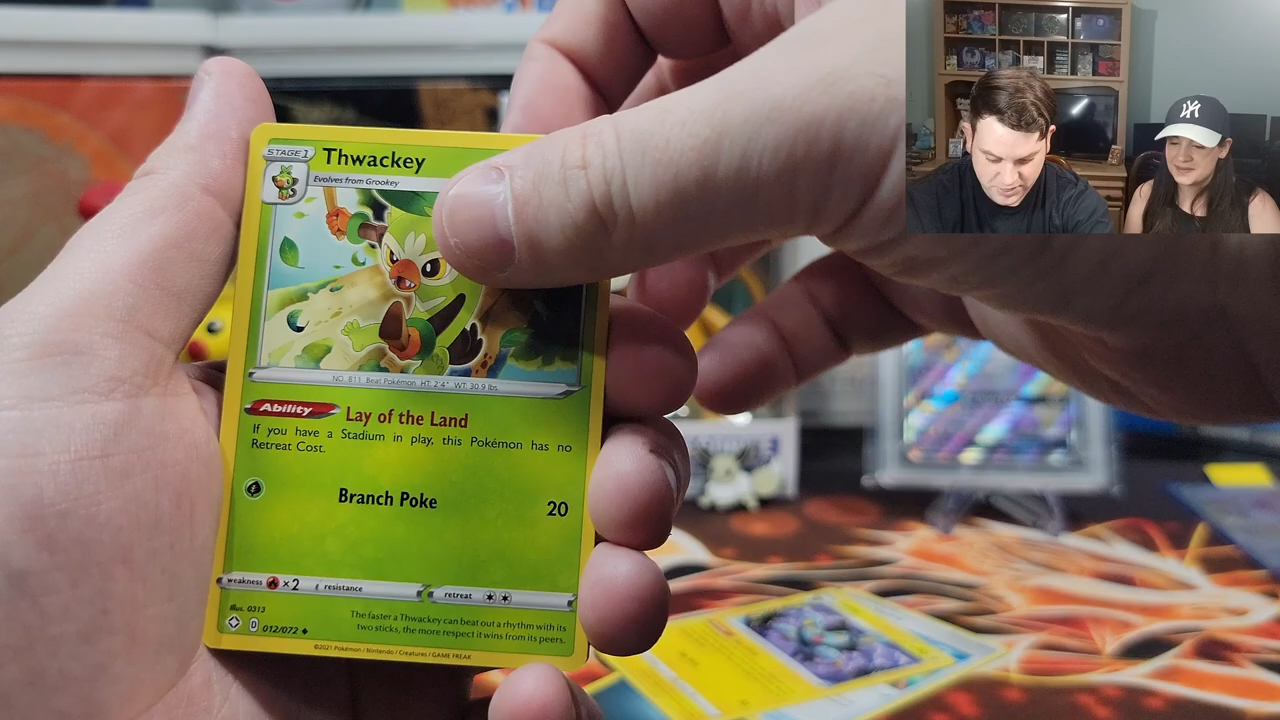 STAGE 1
Thwackey
Evolves from Grookey
NO. 811 Beat Pokémon HT: 2'4" WT: 30.9 lbs.
Ability Lay of the Land
If you have a Stadium in play, this Pokémon has no
Retreat Cost.
Branch Poke 20
weakness ×2 resistance retreat
Illus. 0313
D 012/072
The faster a Thwackey can beat out a rhythm with its
two sticks, the more respect it wins from its peers.
©2021 Pokémon / Nintendo / Creatures / GAME FREAK
NY